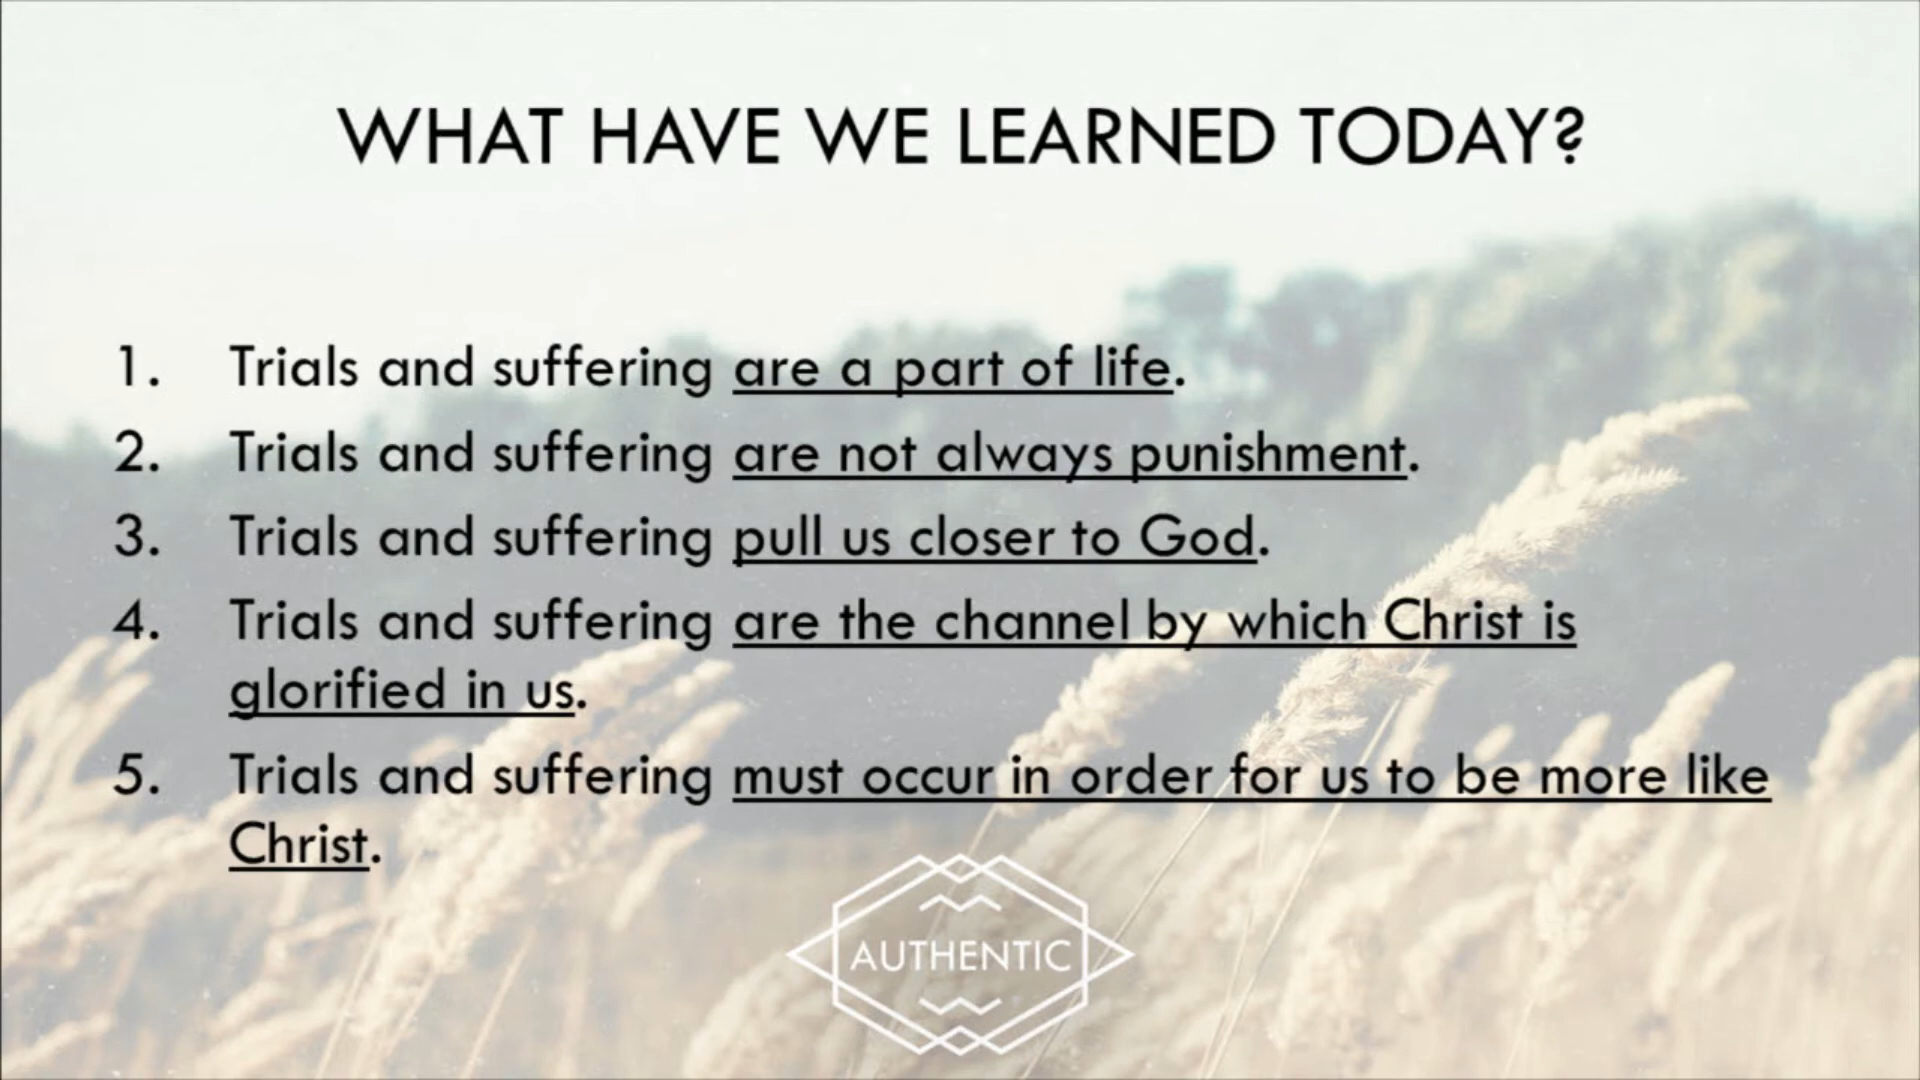 WHAT HAVE WE LEARNED TODAY?
1. Trials and suffering are a part of life.
2. Trials and suffering are not always punishment.
3. Trials and suffering pull us closer to God.
4. Trials and suffering are the channel by which Christ is
glorified in us.
5. Trials and suffering must occur in order for us to be more like
Christ.
AUTHENTIC